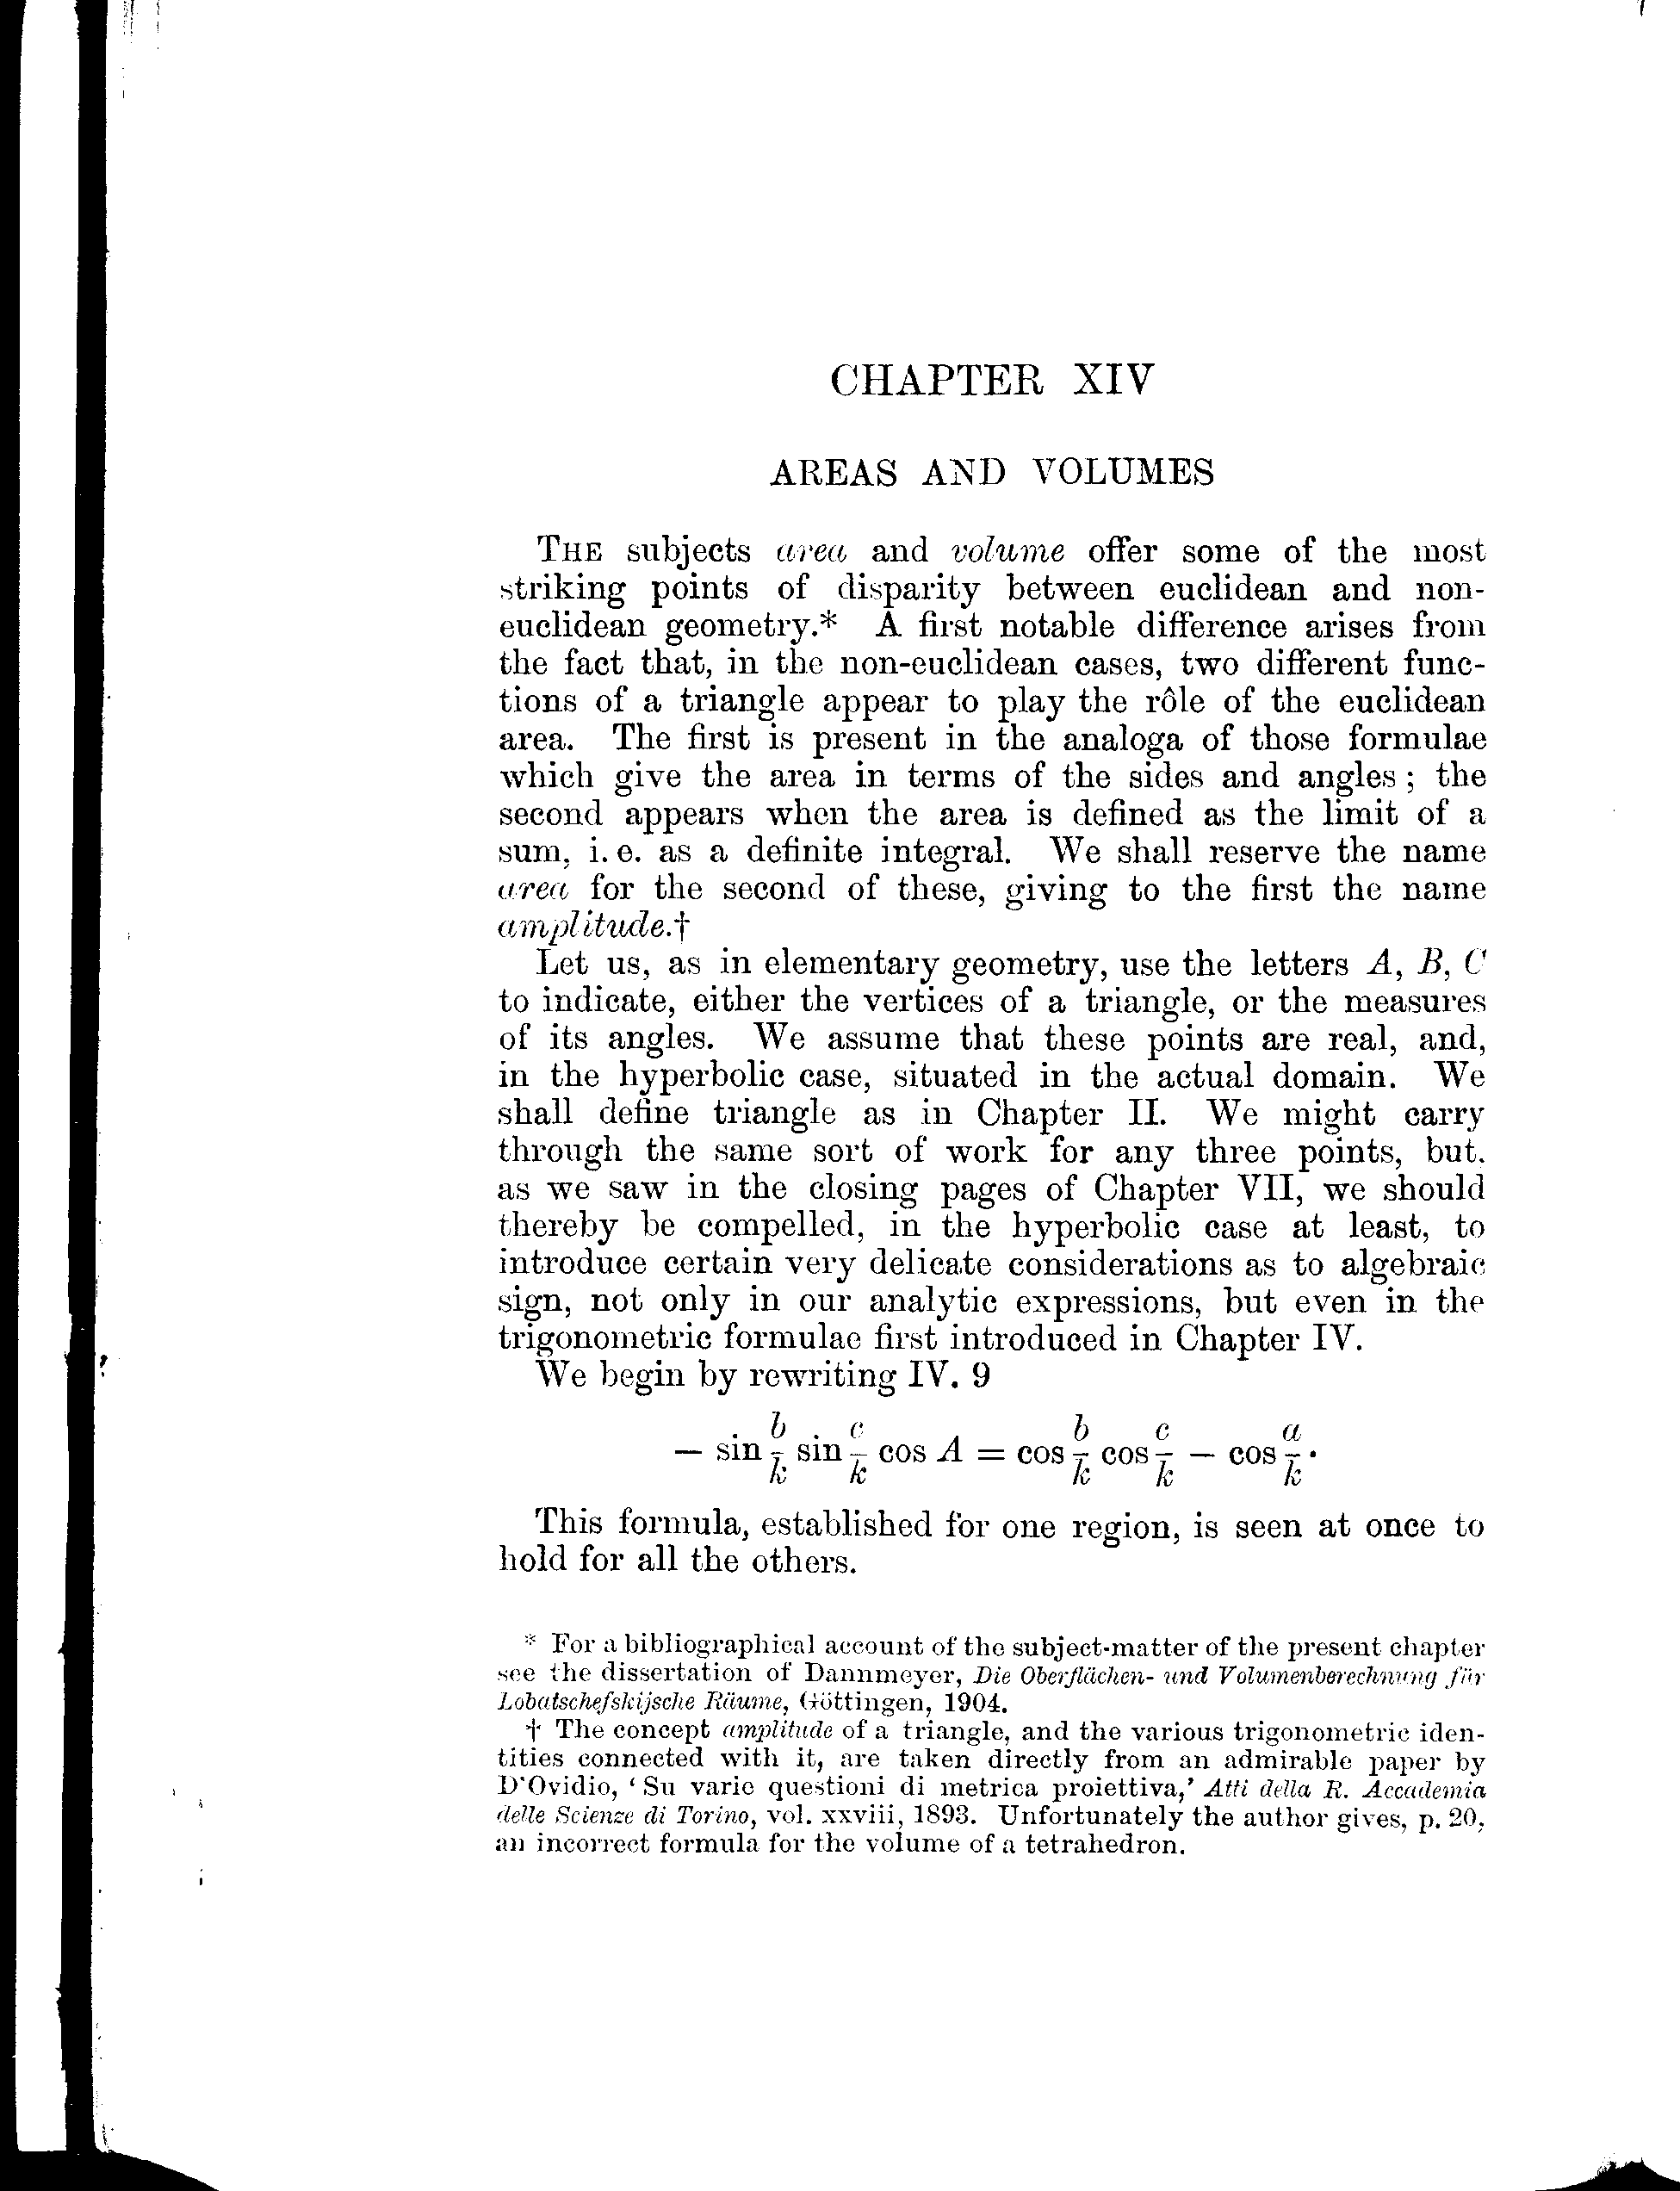 CHAPTER XIV
AREAS AND VOLUMES
THE subjects area and volume offer some of the most
striking points of disparity between euclidean and non-
euclidean geometry.* A first notable difference arises from
the fact that, in the non-euclidean cases, two different func-
tions of a triangle appear to play the rôle of the euclidean
area. The first is present in the analoga of those formulae
which give the area in terms of the sides and angles; the
second appears when the area is defined as the limit of a
sum, i. e. as a definite integral. We shall reserve the name
area for the second of these, giving to the first the name
amplitude.†
Let us, as in elementary geometry, use the letters A, B, C
to indicate, either the vertices of a triangle, or the measures
of its angles. We assume that these points are real, and,
in the hyperbolic case, situated in the actual domain. We
shall define triangle as in Chapter II. We might carry
through the same sort of work for any three points, but.
as we saw in the closing pages of Chapter VII, we should
thereby be compelled, in the hyperbolic case at least, to
introduce certain very delicate considerations as to algebraic
sign, not only in our analytic expressions, but even in the
trigonometric formulae first introduced in Chapter IV.
We begin by rewriting IV. 9
− sin b/k sin c/k cos A = cos b/k cos c/k − cos a/k.
This formula, established for one region, is seen at once to
hold for all the others.
* For a bibliographical account of the subject-matter of the present chapter
see the dissertation of Dannmeyer, Die Oberflächen- und Volumenberechnung für
Lobatschefskijsche Räume, Göttingen, 1904.
† The concept amplitude of a triangle, and the various trigonometric iden-
tities connected with it, are taken directly from an admirable paper by
D'Ovidio, 'Su varie questioni di metrica proiettiva,' Atti della R. Accademia
delle Scienze di Torino, vol. xxviii, 1893. Unfortunately the author gives, p. 20,
an incorrect formula for the volume of a tetrahedron.